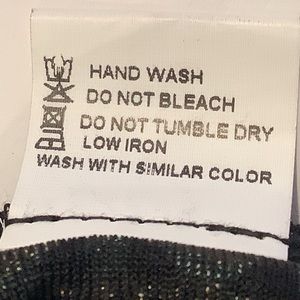 HAND WASH
DO NOT BLEACH
DO NOT TUMBLE DRY
LOW IRON
WASH WITH SIMILAR COLOR